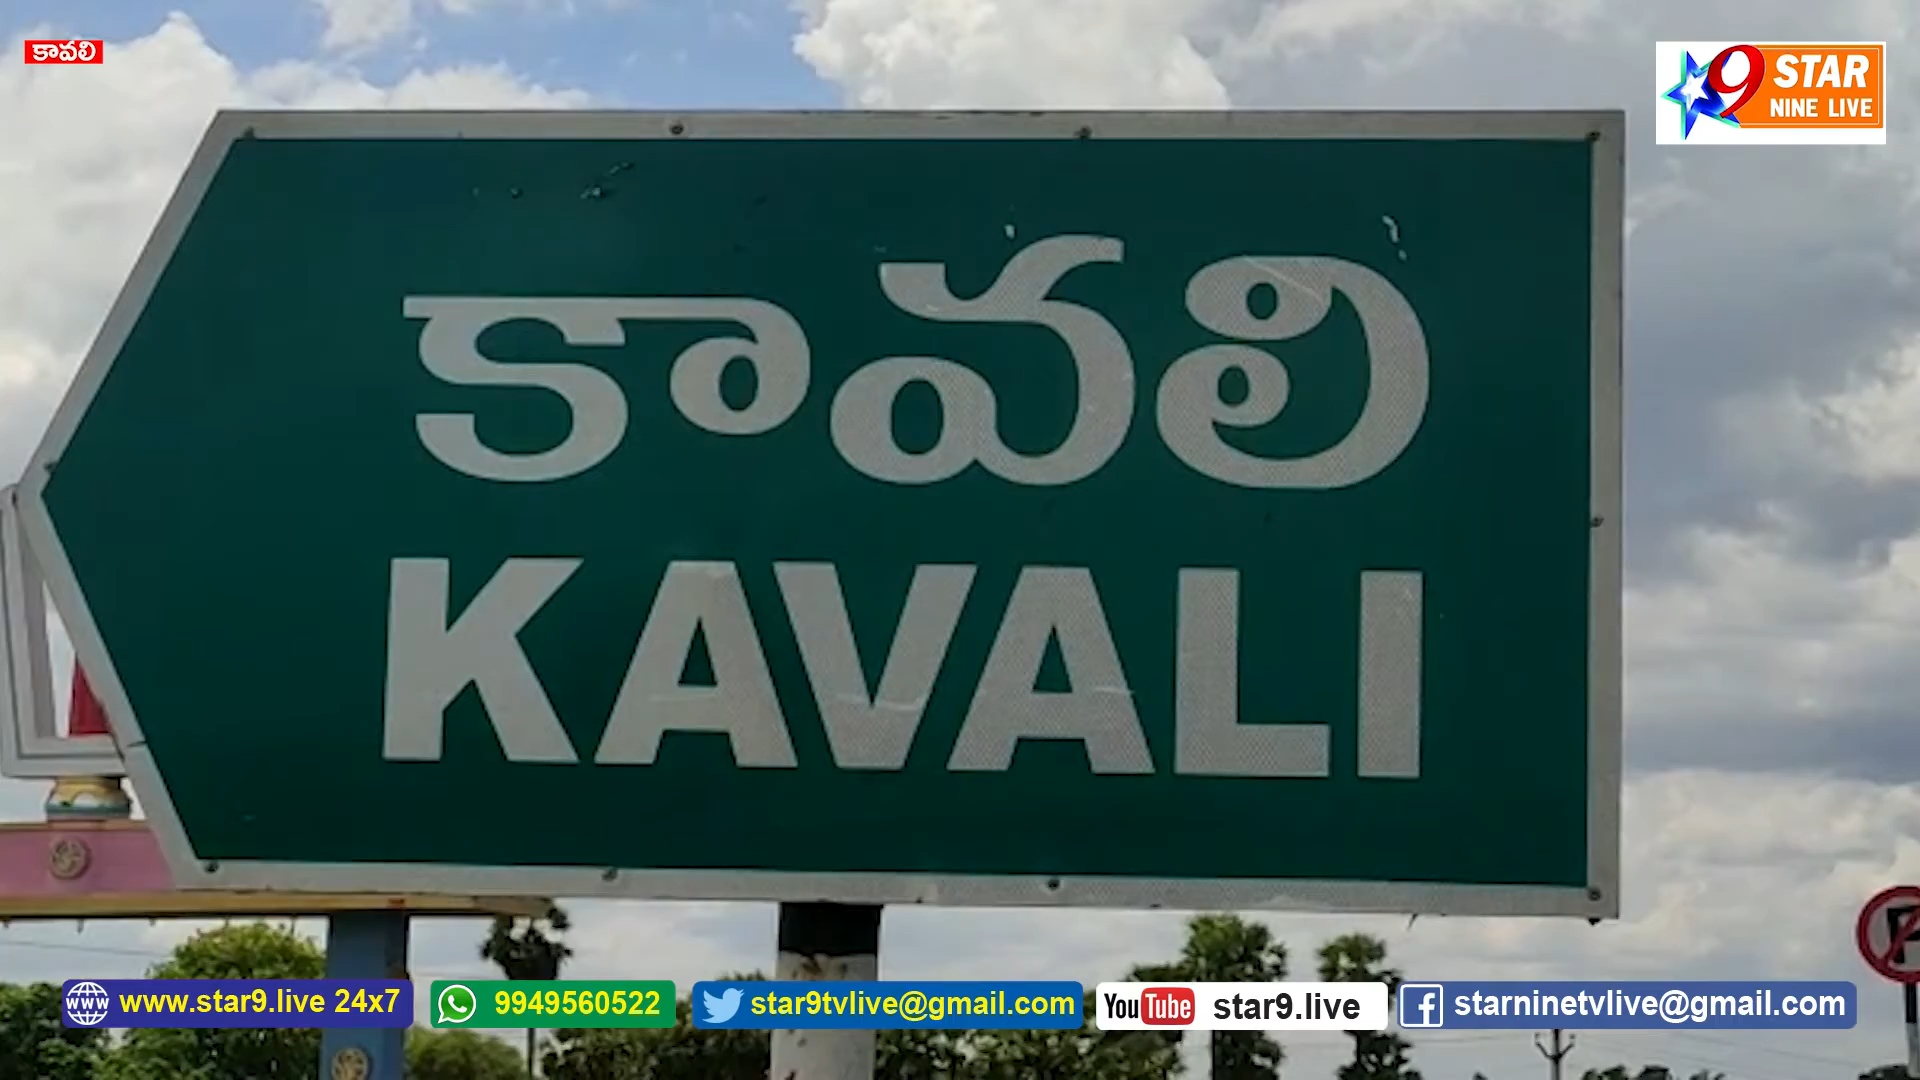 కావలి
9 STAR
NINE LIVE
కావలి
KAVALI
www.star9.live 24x7
9949560522
star9tvlive@gmail.com
YouTube star9.live
starninetvlive@gmail.com